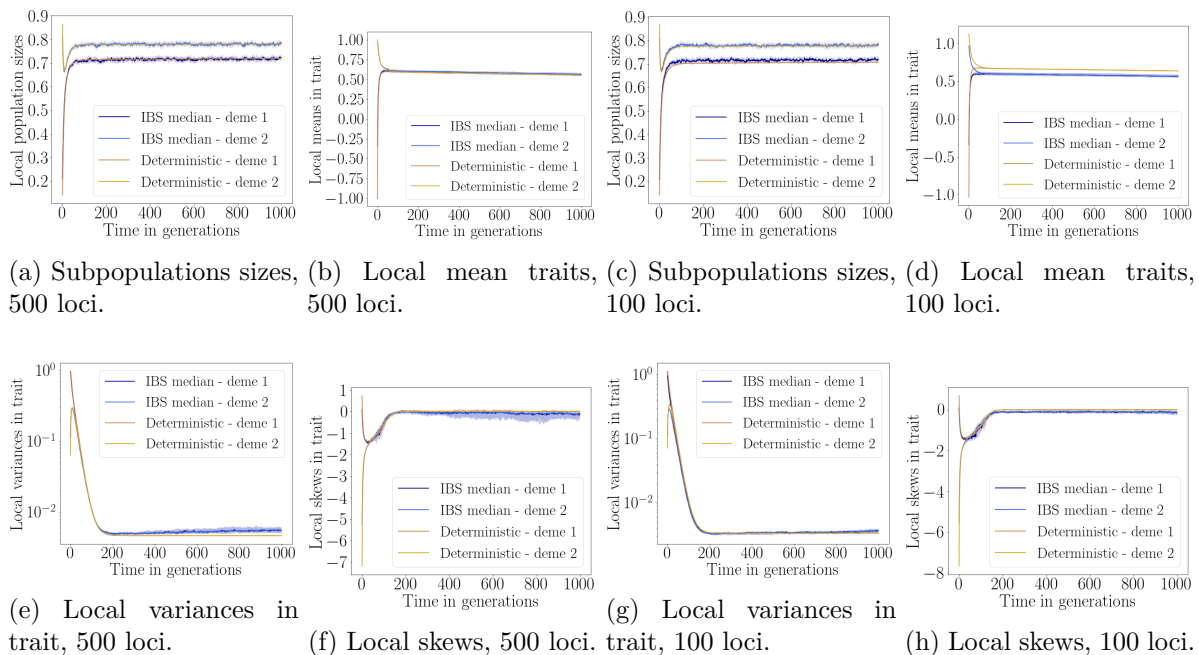 0.9
0.8
0.7
0.6
0.5
0.4
0.3
0.2
Local population sizes
IBS median - deme 1
IBS median - deme 2
Deterministic - deme 1
Deterministic - deme 2
0 200 400 600 800 1000
Time in generations
(a) Subpopulations sizes,
500 loci.
1.00
0.75
0.50
0.25
0.00
−0.25
−0.50
−0.75
−1.00
Local means in trait
IBS median - deme 1
IBS median - deme 2
Deterministic - deme 1
Deterministic - deme 2
0 200 400 600 800 1000
Time in generations
(b) Local mean traits,
500 loci.
0.9
0.8
0.7
0.6
0.5
0.4
0.3
0.2
Local population sizes
IBS median - deme 1
IBS median - deme 2
Deterministic - deme 1
Deterministic - deme 2
0 200 400 600 800 1000
Time in generations
(c) Subpopulations sizes,
100 loci.
1.0
0.5
0.0
−0.5
−1.0
Local means in trait
IBS median - deme 1
IBS median - deme 2
Deterministic - deme 1
Deterministic - deme 2
0 200 400 600 800 1000
Time in generations
(d) Local mean traits,
100 loci.
10⁰
10⁻¹
10⁻²
Local variances in trait
IBS median - deme 1
IBS median - deme 2
Deterministic - deme 1
Deterministic - deme 2
0 200 400 600 800 1000
Time in generations
(e) Local variances in
trait, 500 loci.
1
0
−1
−2
−3
−4
−5
−6
−7
Local skews in trait
IBS median - deme 1
IBS median - deme 2
Deterministic - deme 1
Deterministic - deme 2
0 200 400 600 800 1000
Time in generations
(f) Local skews, 500 loci.
10⁰
10⁻¹
10⁻²
Local variances in trait
IBS median - deme 1
IBS median - deme 2
Deterministic - deme 1
Deterministic - deme 2
0 200 400 600 800 1000
Time in generations
(g) Local variances in
trait, 100 loci.
0
−2
−4
−6
−8
Local skews in trait
IBS median - deme 1
IBS median - deme 2
Deterministic - deme 1
Deterministic - deme 2
0 200 400 600 800 1000
Time in generations
(h) Local skews, 100 loci.